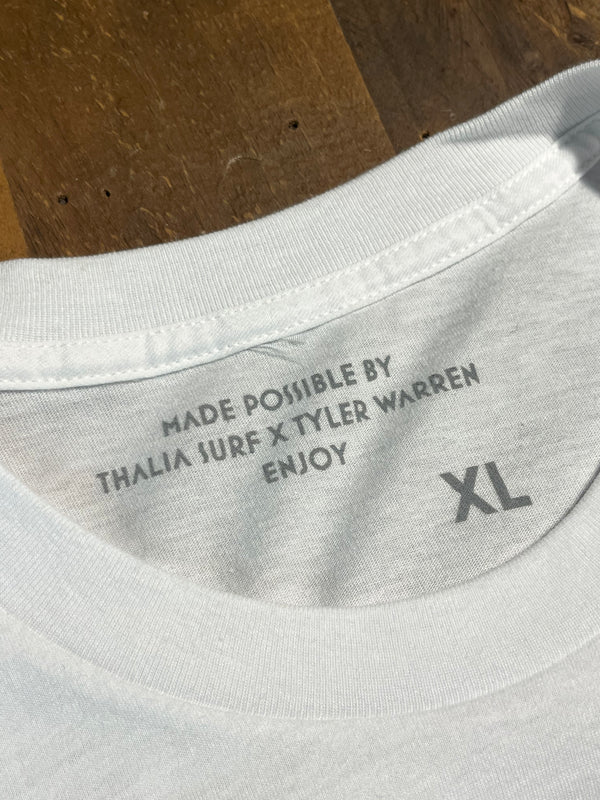 MADE POSSIBLE BY
THALIA SURF X TYLER WARREN
ENJOY
XL